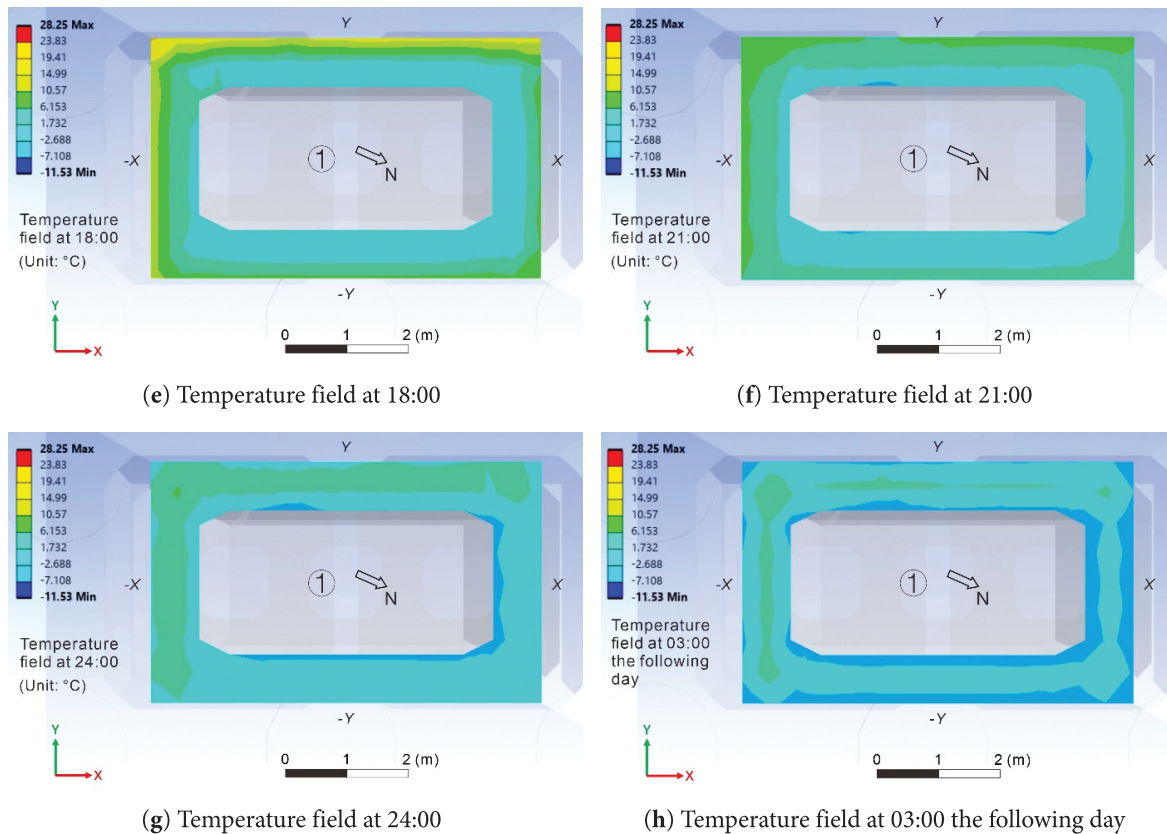 28.25 Max
23.83
19.41
14.99
10.57
6.153
1.732
-2.688
-7.108
-11.53 Min
Temperature
field at 18:00
(Unit: °C)
Y
-X
1
N
X
-Y
Y
X
0 1 2 (m)
(e) Temperature field at 18:00
28.25 Max
23.83
19.41
14.99
10.57
6.153
1.732
-2.688
-7.108
-11.53 Min
Temperature
field at 21:00
(Unit: °C)
Y
-X
1
N
X
-Y
Y
X
0 1 2 (m)
(f) Temperature field at 21:00
28.25 Max
23.83
19.41
14.99
10.57
6.153
1.732
-2.688
-7.108
-11.53 Min
Temperature
field at 24:00
(Unit: °C)
Y
-X
1
N
X
-Y
Y
X
0 1 2 (m)
(g) Temperature field at 24:00
28.25 Max
23.83
19.41
14.99
10.57
6.153
1.732
-2.688
-7.108
-11.53 Min
Temperature
field at 03:00
the following
day
Y
-X
1
N
X
-Y
Y
X
0 1 2 (m)
(h) Temperature field at 03:00 the following day